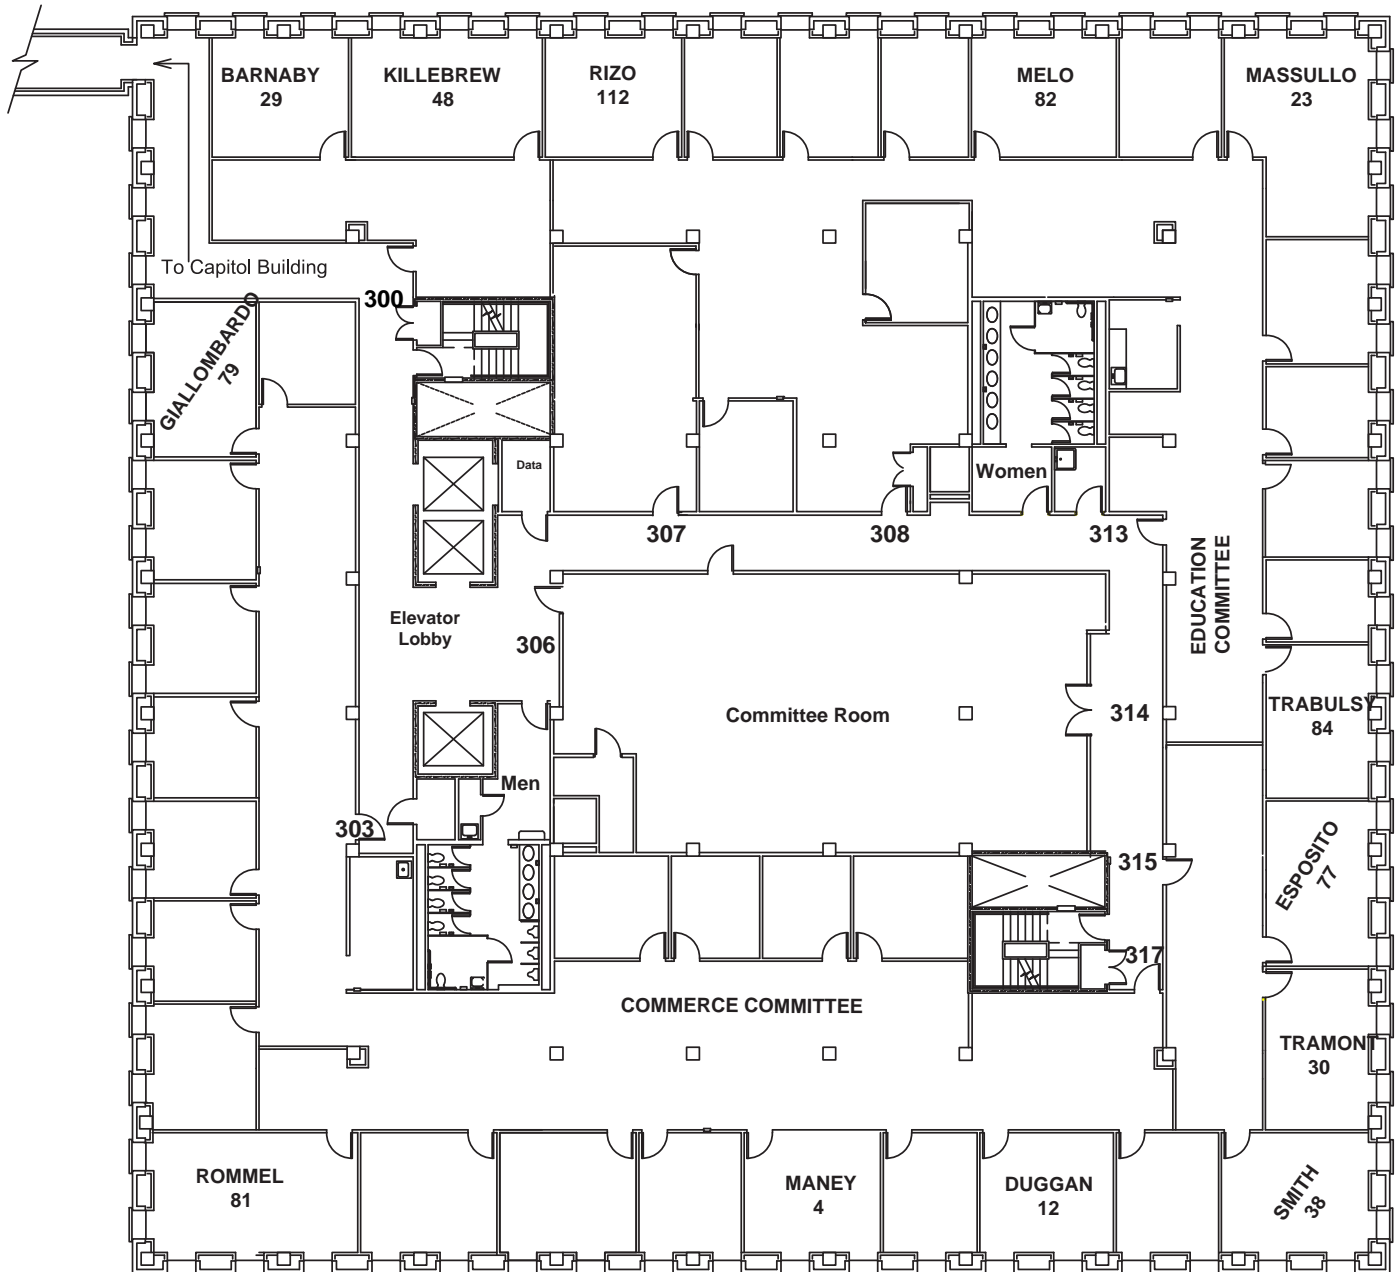 BARNABY
29
KILLEBREW
48
RIZO
112
MELO
82
MASSULLO
23
To Capitol Building
300
GIALLOMBARDO
79
Data
Women
307
308
313
EDUCATION
COMMITTEE
Elevator
Lobby
306
Committee Room
314
TRABULSY
84
Men
303
315
ESPOSITO
77
317
COMMERCE COMMITTEE
TRAMONT
30
ROMMEL
81
MANEY
4
DUGGAN
12
SMITH
38